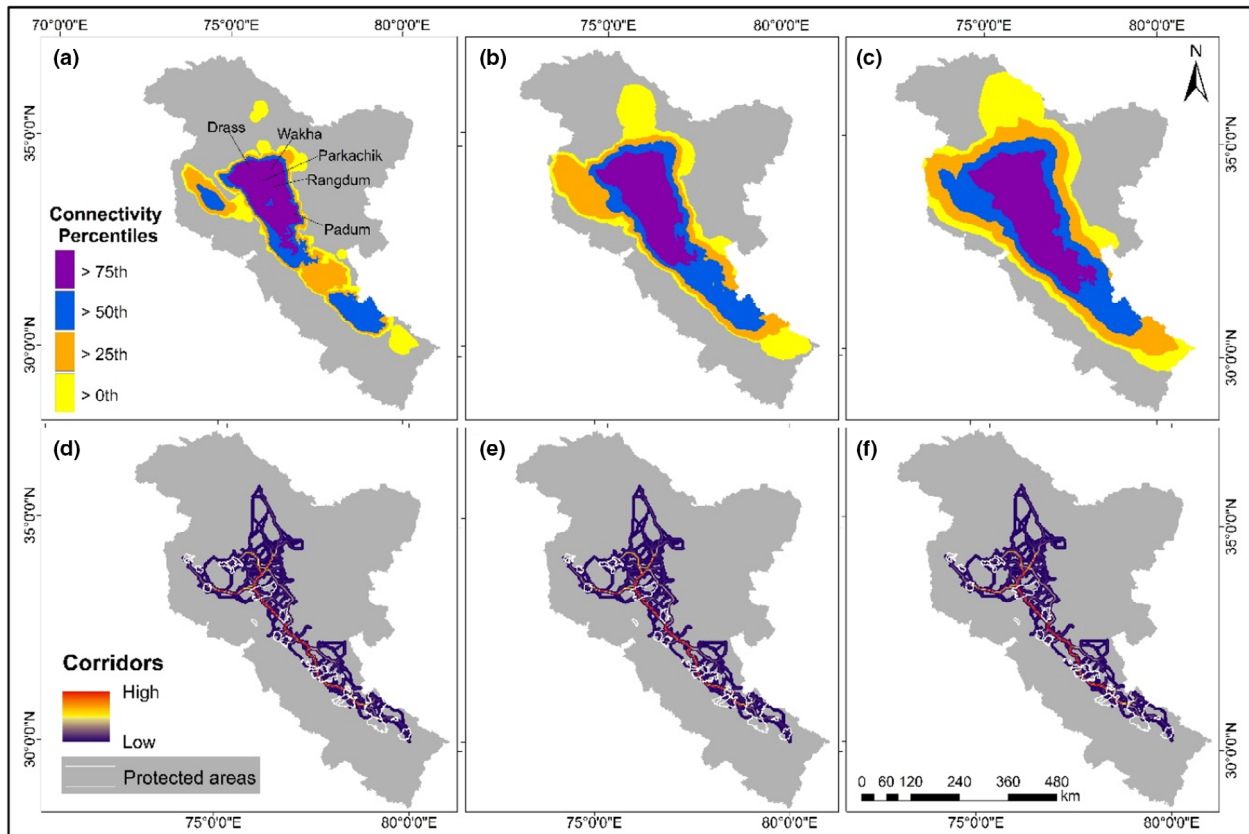 70°0'0"E 75°0'0"E 80°0'0"E 75°0'0"E 80°0'0"E 75°0'0"E 80°0'0"E
(a) (b) (c) N
35°0'0"N 35°0'0"N
Drass Wakha
Parkachik
Rangdum
Padum
Connectivity
Percentiles
> 75th
> 50th
> 25th
> 0th
30°0'0"N 30°0'0"N
(d) (e) (f)
35°0'0"N 35°0'0"N
Corridors
High
Low
Protected areas
30°0'0"N 30°0'0"N
0 60 120 240 360 480
km
75°0'0"E 80°0'0"E 75°0'0"E 80°0'0"E 75°0'0"E 80°0'0"E